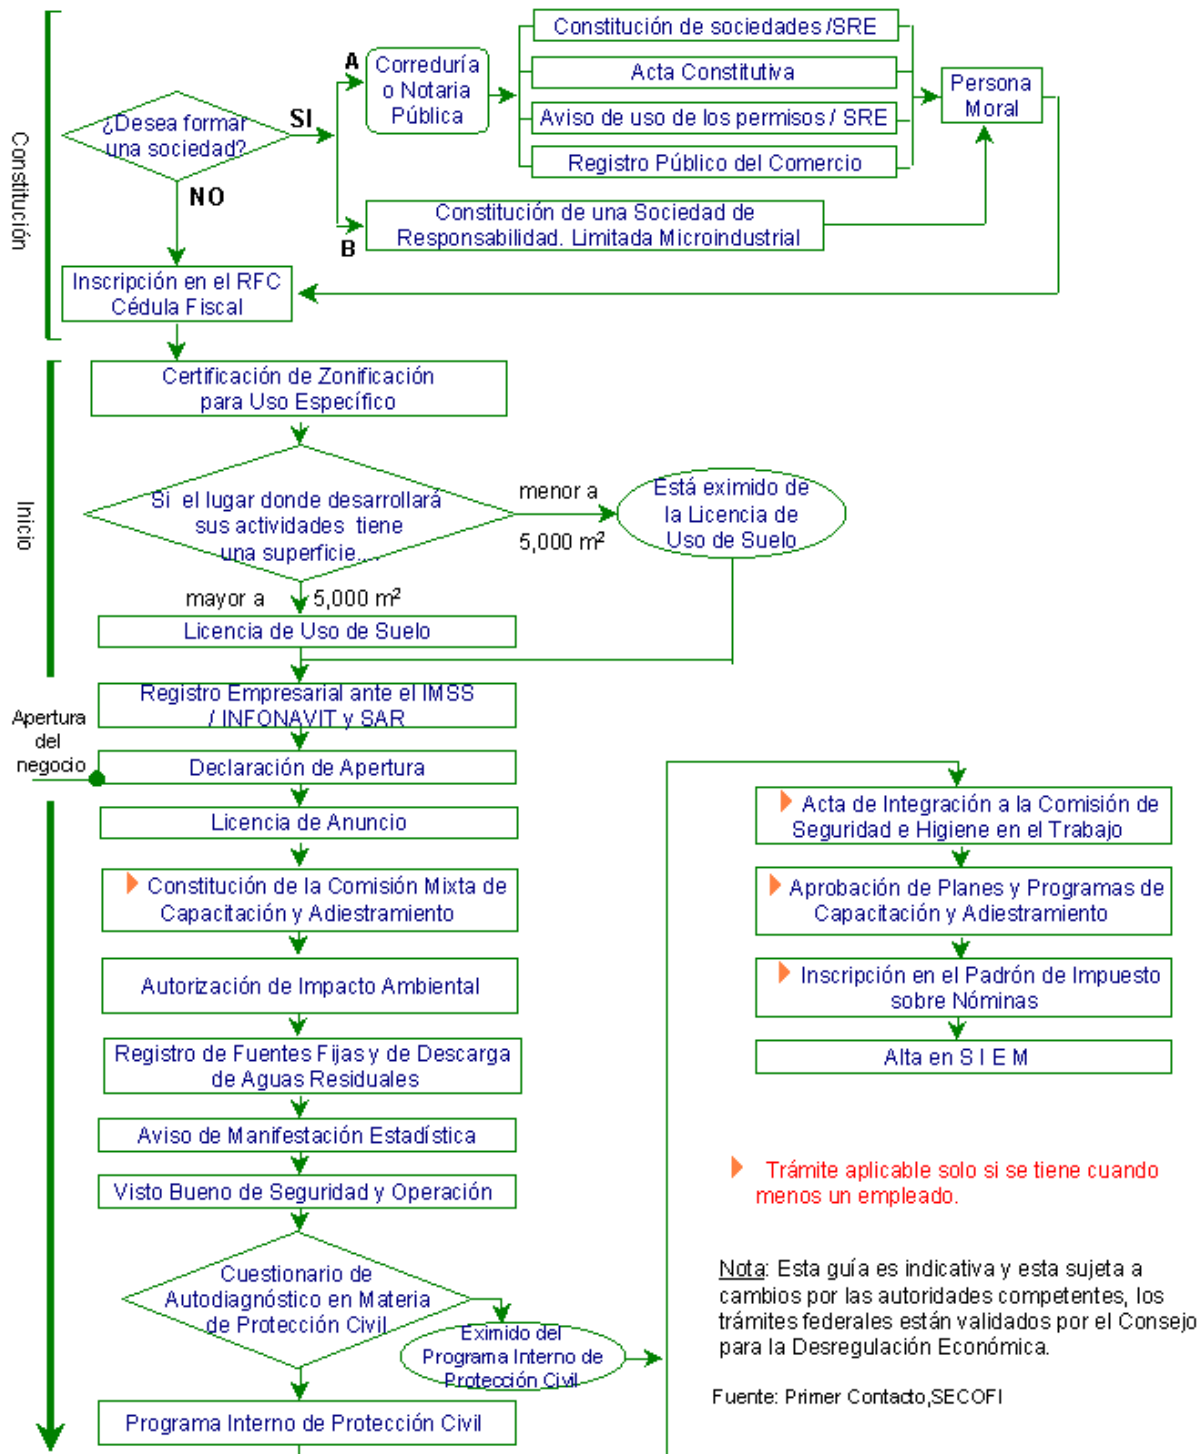 Constitución
¿Desea formar
una sociedad?
SI
NO
A
B
Correduría
o Notaria
Pública
Constitución de sociedades /SRE
Acta Constitutiva
Aviso de uso de los permisos / SRE
Registro Público del Comercio
Persona
Moral
Constitución de una Sociedad de
Responsabilidad. Limitada Microindustrial
Inscripción en el RFC
Cédula Fiscal
Inicio
Certificación de Zonificación
para Uso Específico
Si el lugar donde desarrollará
sus actividades tiene
una superficie....
menor a
5,000 m²
Está eximido de
la Licencia de
Uso de Suelo
mayor a 5,000 m²
Licencia de Uso de Suelo
Registro Empresarial ante el IMSS
/ INFONAVIT y SAR
Apertura
del
negocio
Declaración de Apertura
Licencia de Anuncio
Constitución de la Comisión Mixta de
Capacitación y Adiestramiento
Autorización de Impacto Ambiental
Registro de Fuentes Fijas y de Descarga
de Aguas Residuales
Aviso de Manifestación Estadística
Visto Bueno de Seguridad y Operación
Cuestionario de
Autodiagnóstico en Materia
de Protección Civil
Eximido del
Programa Interno de
Protección Civil
Programa Interno de Protección Civil
Acta de Integración a la Comisión de
Seguridad e Higiene en el Trabajo
Aprobación de Planes y Programas de
Capacitación y Adiestramiento
Inscripción en el Padrón de Impuesto
sobre Nóminas
Alta en S I E M
Trámite aplicable solo si se tiene cuando
menos un empleado.
Nota: Esta guía es indicativa y esta sujeta a
cambios por las autoridades competentes, los
trámites federales están validados por el Consejo
para la Desregulación Económica.
Fuente: Primer Contacto,SECOFI